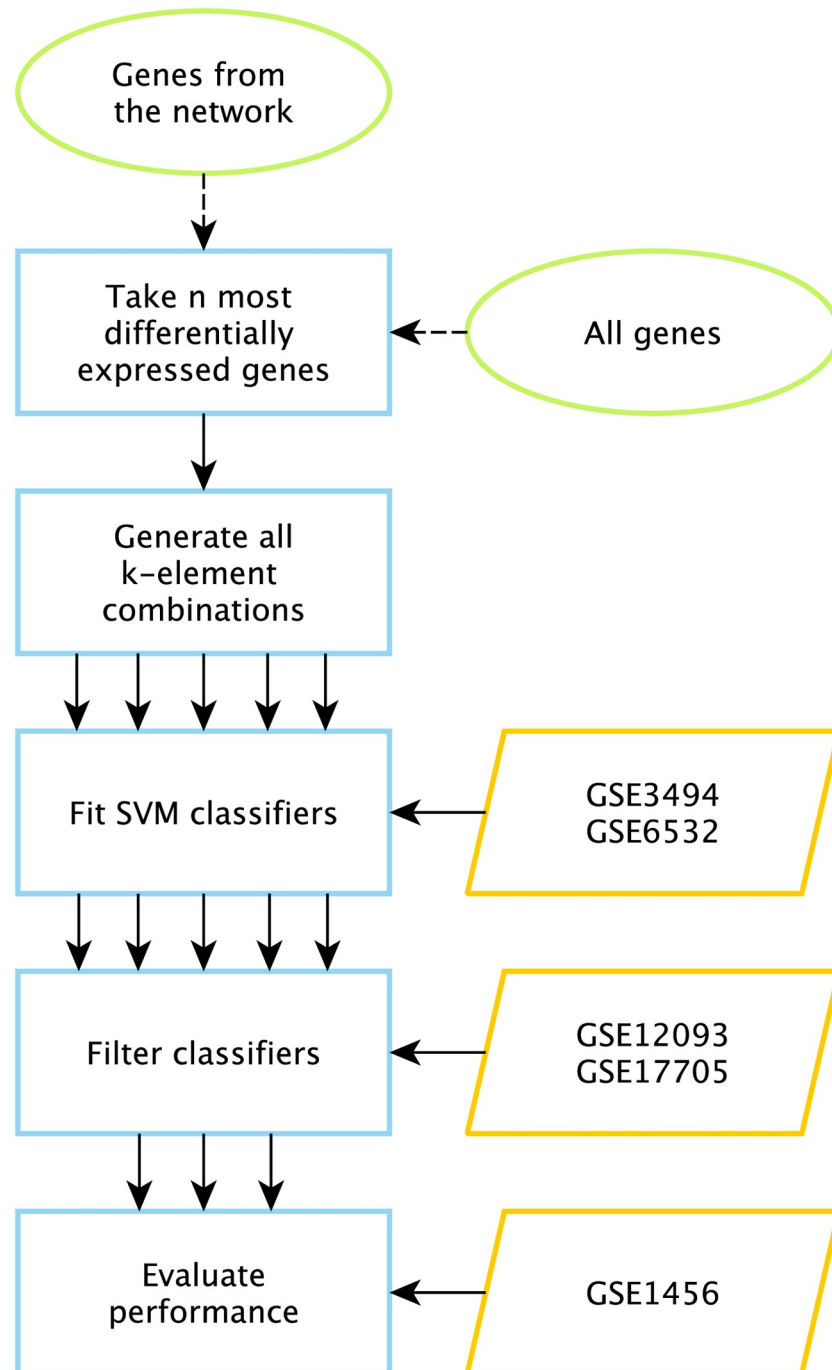 Genes from
the network
Take n most
differentially
expressed genes
All genes
Generate all
k-element
combinations
Fit SVM classifiers
GSE3494
GSE6532
Filter classifiers
GSE12093
GSE17705
Evaluate
performance
GSE1456